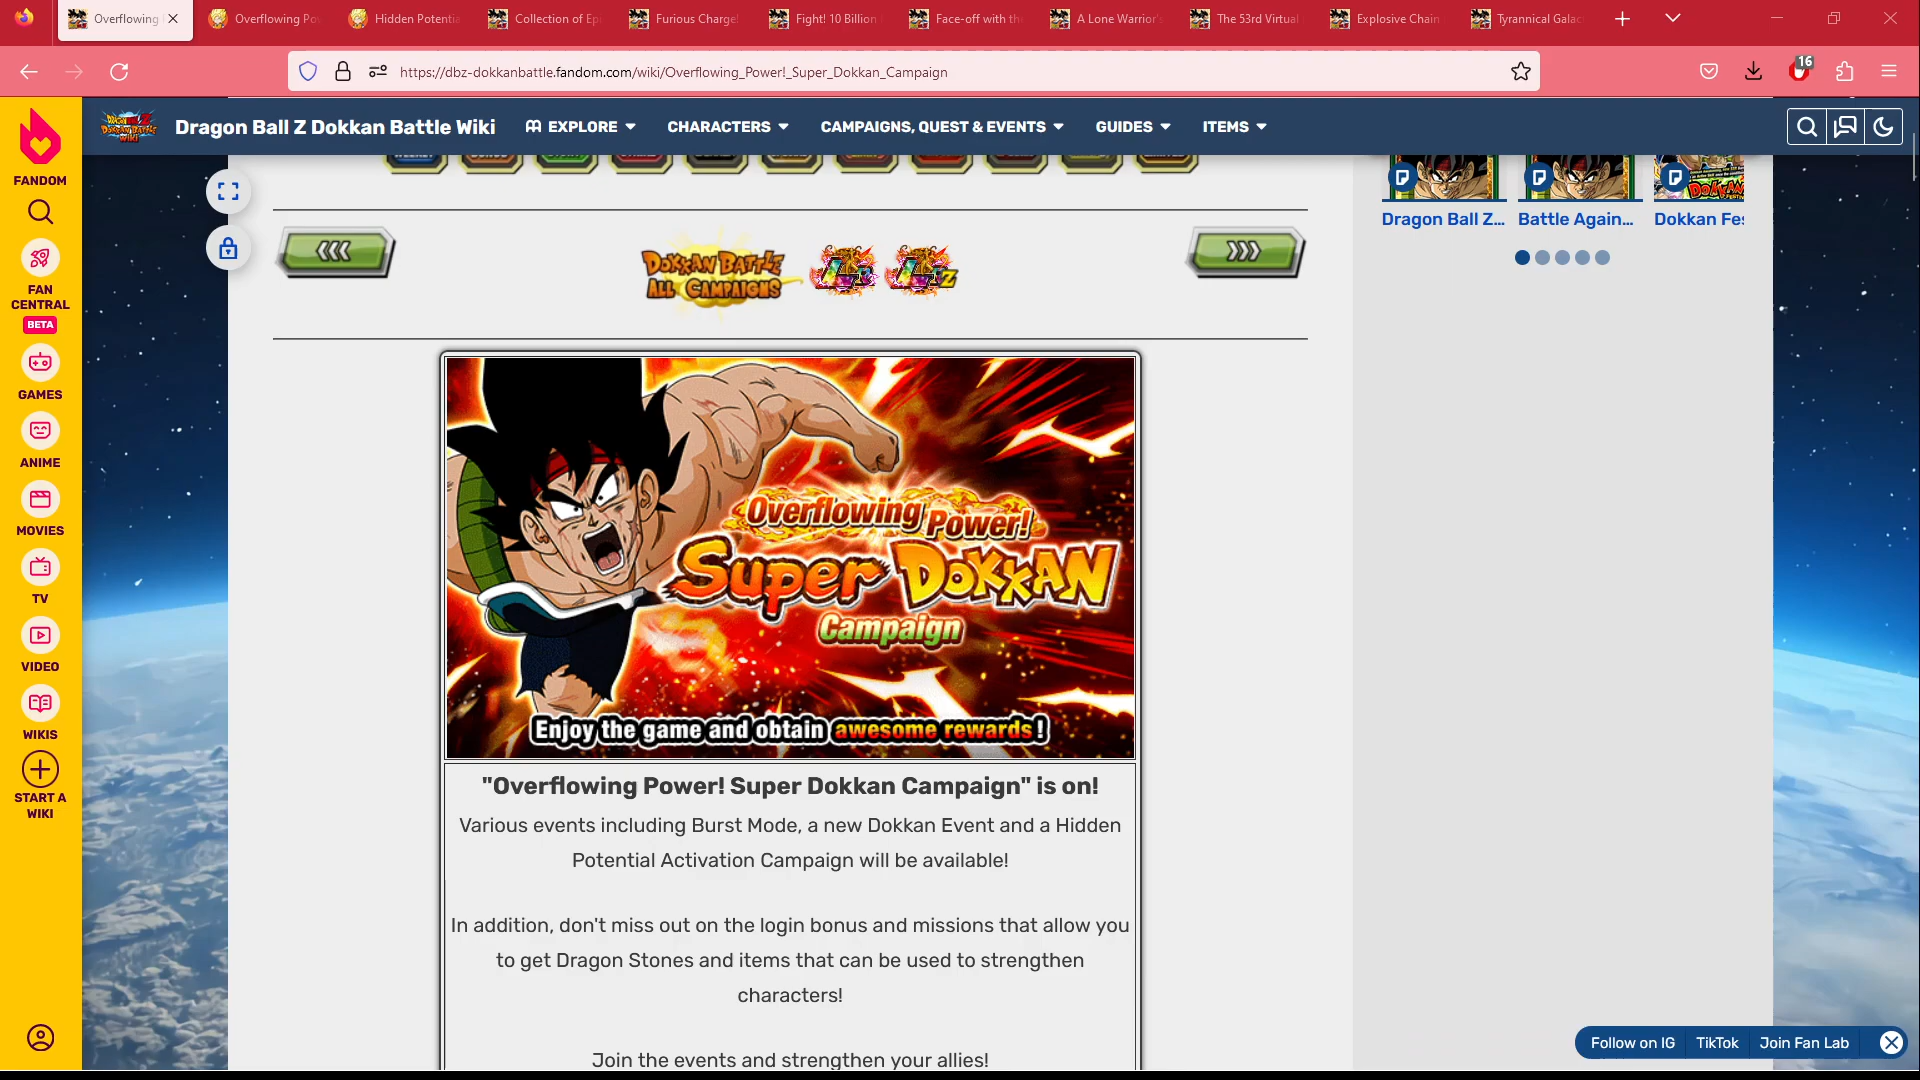 Overflowing
Overflowing Po
Hidden Potentia
Collection of Ep
Furious Charge!
Fight! 10 Billion
Face-off with th
A Lone Warrior's
The 53rd Virtual
Explosive Chain
Tyrannical Galac
https://dbz-dokkanbattle.fandom.com/wiki/Overflowing_Power!_Super_Dokkan_Campaign
16
Dragon Ball Z Dokkan Battle Wiki
EXPLORE
CHARACTERS
CAMPAIGNS, QUEST & EVENTS
GUIDES
ITEMS
FANDOM
FAN
CENTRAL
BETA
GAMES
ANIME
MOVIES
TV
VIDEO
WIKIS
START A
WIKI
DOKKAN BATTLE
ALL CAMPAIGNS
Dragon Ball Z...
Battle Again...
Dokkan Fes
Overflowing Power!
Super DOKKAN
Campaign
Enjoy the game and obtain awesome rewards!
"Overflowing Power! Super Dokkan Campaign" is on!
Various events including Burst Mode, a new Dokkan Event and a Hidden
Potential Activation Campaign will be available!
In addition, don't miss out on the login bonus and missions that allow you
to get Dragon Stones and items that can be used to strengthen
characters!
Join the events and strengthen your allies!
Follow on IG
TikTok
Join Fan Lab